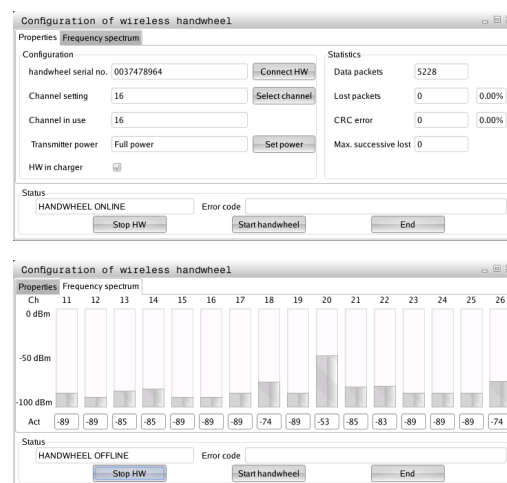 Configuration of wireless handwheel
Properties Frequency spectrum
Configuration Statistics
handwheel serial no. 0037478964 Connect HW Data packets 5228
Channel setting 16 Select channel Lost packets 0 0.00%
Channel in use 16 CRC error 0 0.00%
Transmitter power Full power Set power Max. successive lost 0
HW in charger
Status
HANDWHEEL ONLINE Error code
Stop HW Start handwheel End
Configuration of wireless handwheel
Properties Frequency spectrum
Ch 11 12 13 14 15 16 17 18 19 20 21 22 23 24 25 26
0 dBm
-50 dBm
-100 dBm
Act -89 -89 -85 -85 -89 -89 -89 -74 -89 -53 -85 -83 -89 -89 -89 -74
Status
HANDWHEEL OFFLINE Error code
Stop HW Start handwheel End